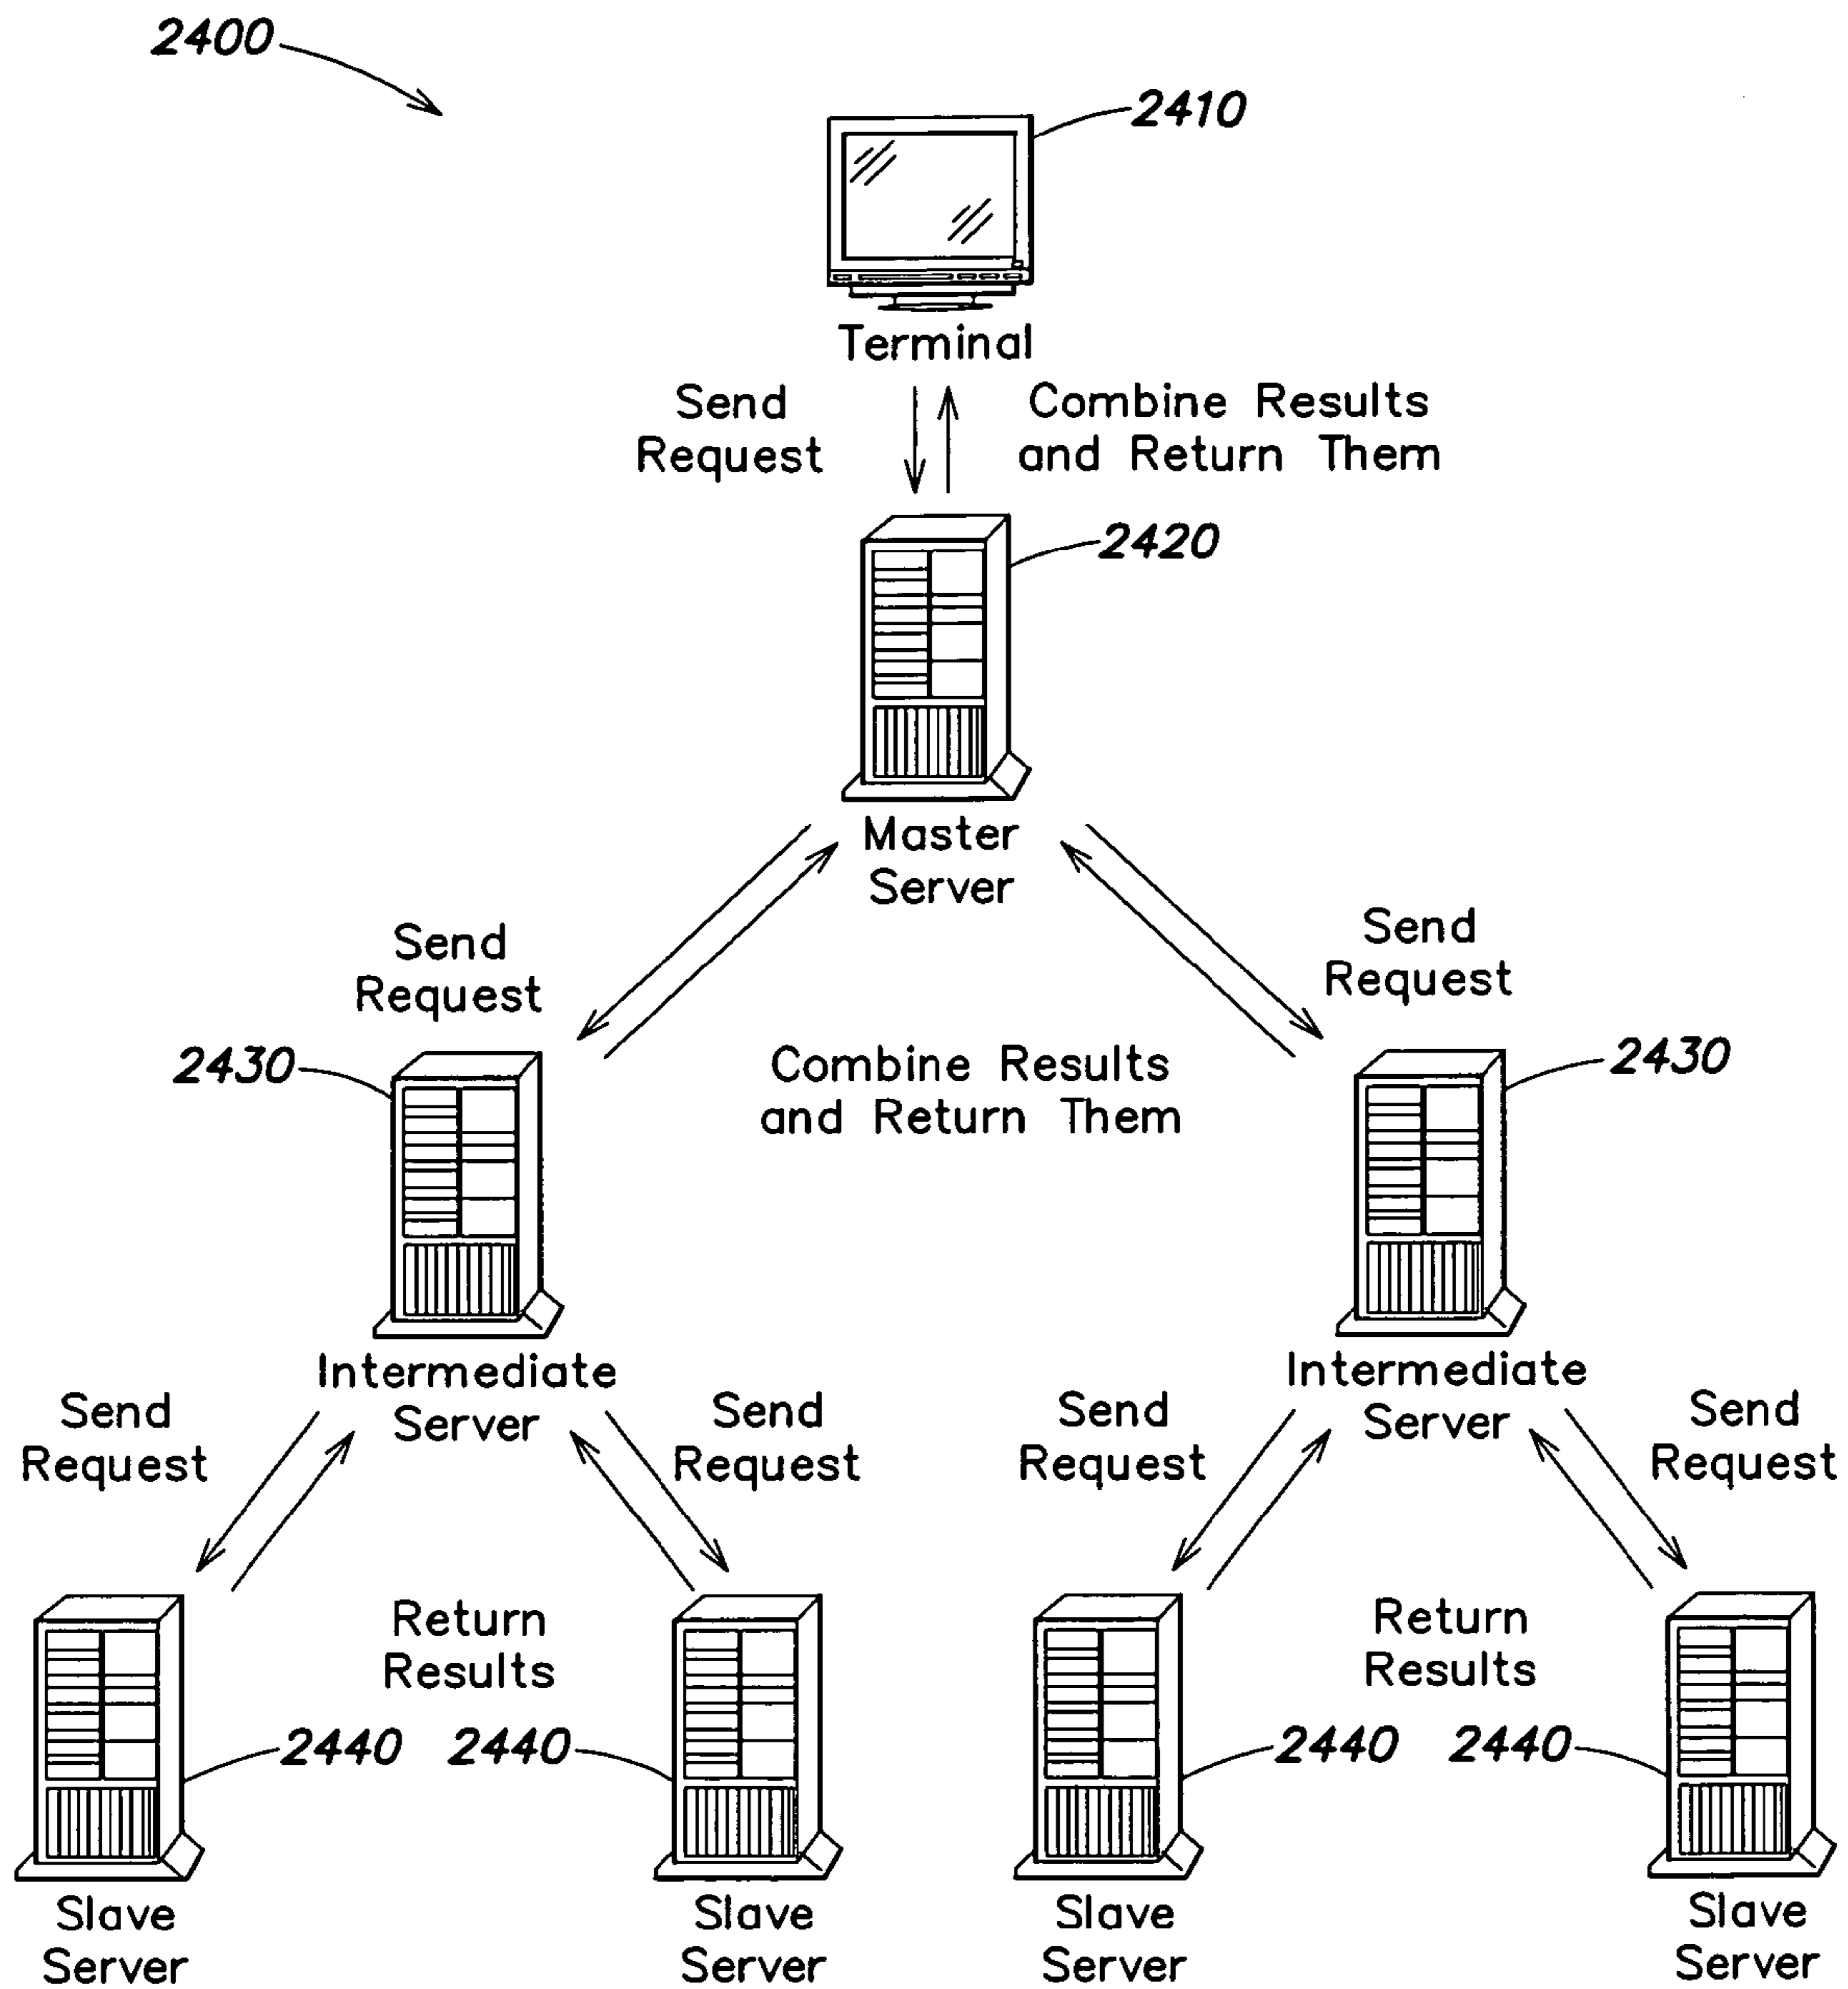 2400
2410
Terminal
Send
Request
Combine Results
and Return Them
2420
Master
Server
Send
Request
Send
Request
2430
Combine Results
and Return Them
2430
Intermediate
Server
Intermediate
Server
Send
Request
Send
Request
Send
Request
Send
Request
Return
Results
Return
Results
2440
2440
2440
2440
Slave
Server
Slave
Server
Slave
Server
Slave
Server